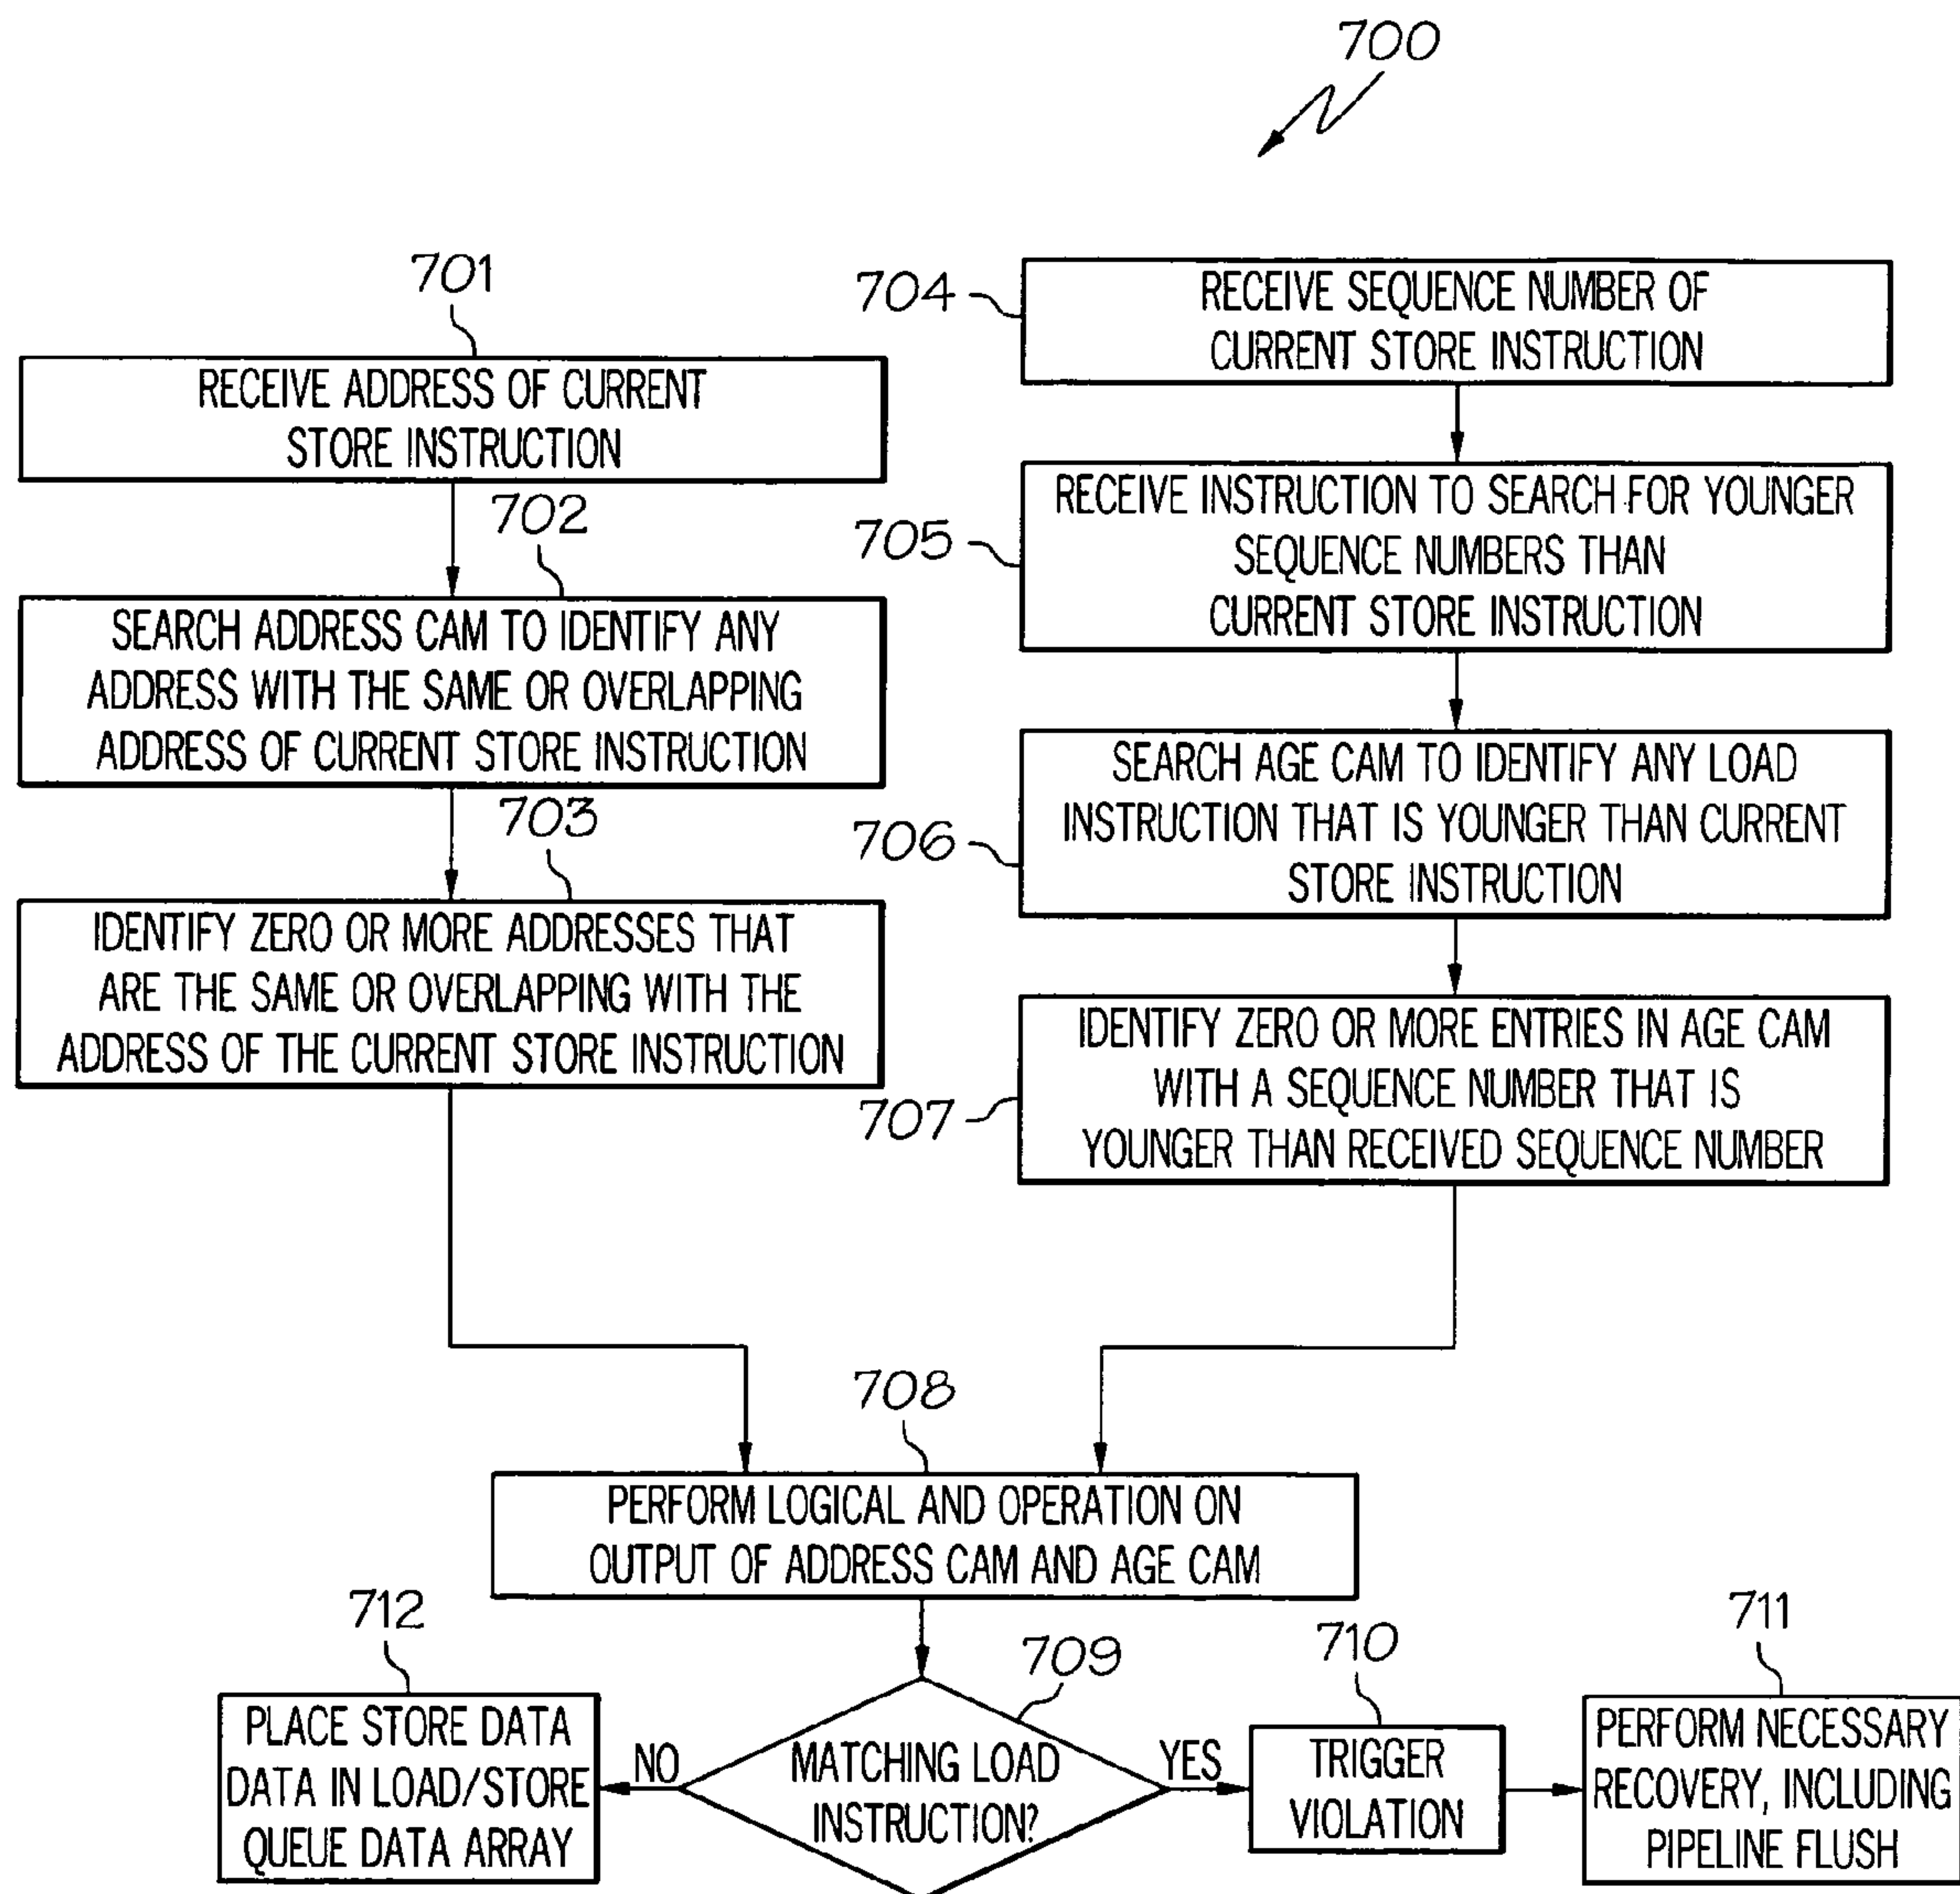 700
701
RECEIVE ADDRESS OF CURRENT
STORE INSTRUCTION
702
SEARCH ADDRESS CAM TO IDENTIFY ANY
ADDRESS WITH THE SAME OR OVERLAPPING
ADDRESS OF CURRENT STORE INSTRUCTION
703
IDENTIFY ZERO OR MORE ADDRESSES THAT
ARE THE SAME OR OVERLAPPING WITH THE
ADDRESS OF THE CURRENT STORE INSTRUCTION
704
RECEIVE SEQUENCE NUMBER OF
CURRENT STORE INSTRUCTION
705
RECEIVE INSTRUCTION TO SEARCH FOR YOUNGER
SEQUENCE NUMBERS THAN
CURRENT STORE INSTRUCTION
706
SEARCH AGE CAM TO IDENTIFY ANY LOAD
INSTRUCTION THAT IS YOUNGER THAN CURRENT
STORE INSTRUCTION
707
IDENTIFY ZERO OR MORE ENTRIES IN AGE CAM
WITH A SEQUENCE NUMBER THAT IS
YOUNGER THAN RECEIVED SEQUENCE NUMBER
708
PERFORM LOGICAL AND OPERATION ON
OUTPUT OF ADDRESS CAM AND AGE CAM
709
MATCHING LOAD
INSTRUCTION?
NO
712
PLACE STORE DATA
DATA IN LOAD/STORE
QUEUE DATA ARRAY
YES
710
TRIGGER
VIOLATION
711
PERFORM NECESSARY
RECOVERY, INCLUDING
PIPELINE FLUSH